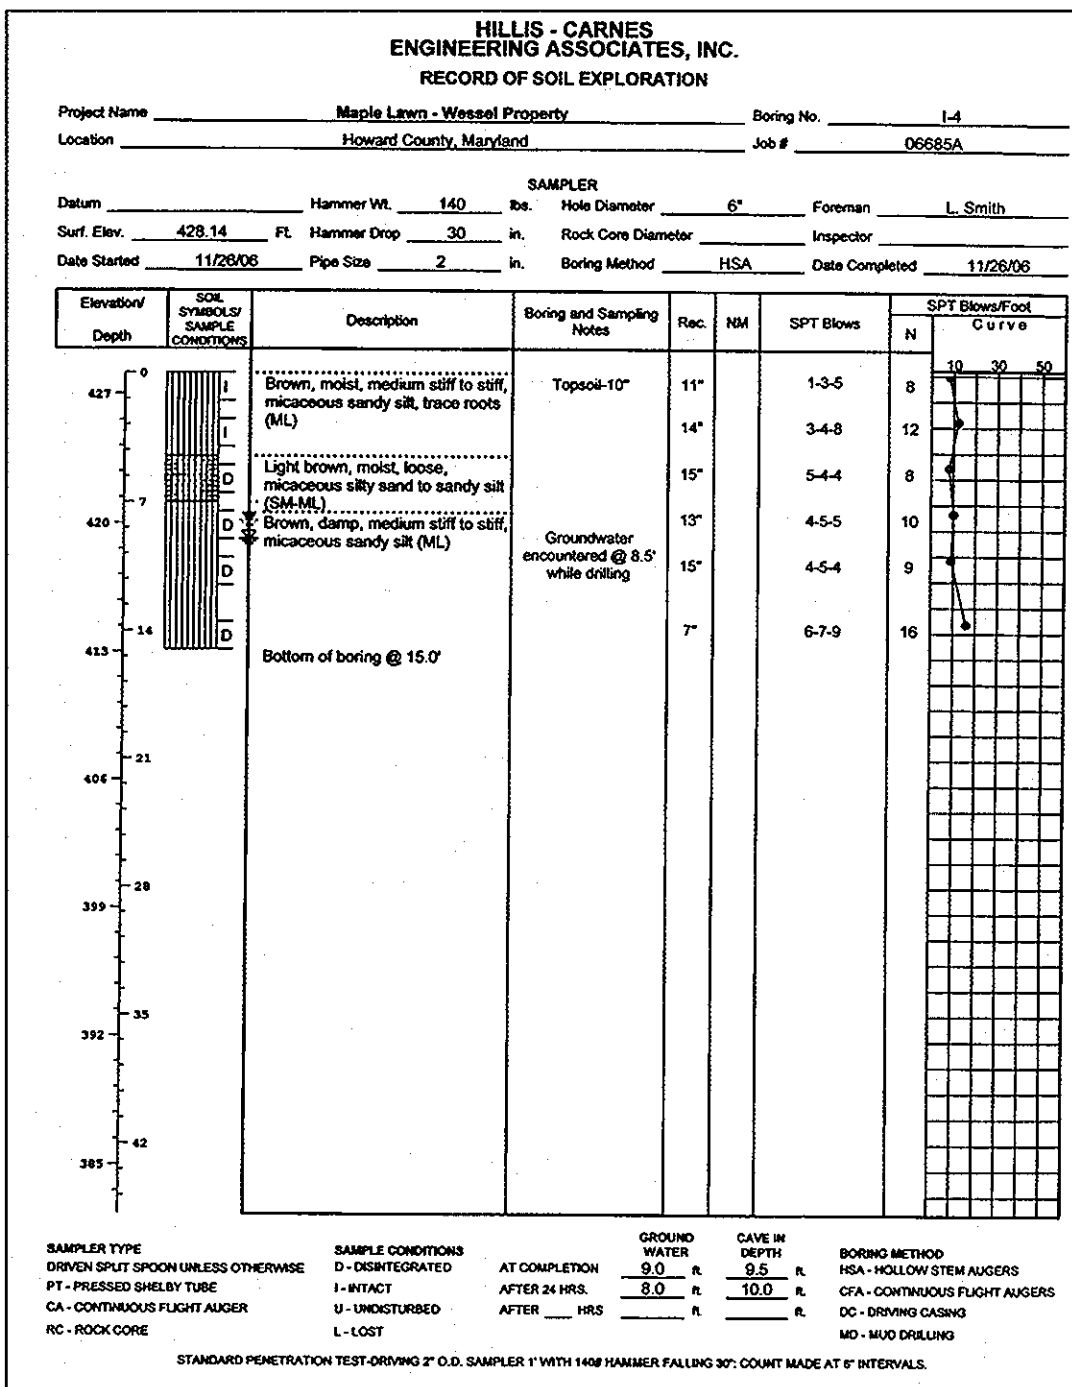 HILLIS - CARNES
ENGINEERING ASSOCIATES, INC.
RECORD OF SOIL EXPLORATION
Project Name Maple Lawn - Wessel Property Boring No. I-4
Location Howard County, Maryland Job # 06685A
SAMPLER
Datum Hammer Wt. 140 lbs. Hole Diameter 6" Foreman L. Smith
Surf. Elev. 428.14 Ft. Hammer Drop 30 in. Rock Core Diameter Inspector
Date Started 11/26/06 Pipe Size 2 in. Boring Method HSA Date Completed 11/26/06
Elevation/ Depth
SOIL SYMBOLS/ SAMPLE CONDITIONS
Description
Boring and Sampling Notes
Rec.
NM
SPT Blows
N
SPT Blows/Foot
Curve
10 30 50
0
427
I Brown, moist, medium stiff to stiff, Topsoil-10" 11" 1-3-5 8
micaceous sandy silt, trace roots
(ML)
I 14" 3-4-8 12
Light brown, moist, loose,
D micaceous silty sand to sandy silt 15" 5-4-4 8
(SM-ML)
7
420 D Brown, damp, medium stiff to stiff, 13" 4-5-5 10
micaceous sandy silt (ML)
Groundwater
encountered @ 8.5'
while drilling
D 15" 4-5-4 9
14 D 7" 6-7-9 16
413
Bottom of boring @ 15.0'
21
406
28
399
35
392
42
385
SAMPLER TYPE SAMPLE CONDITIONS GROUND WATER CAVE IN DEPTH BORING METHOD
DRIVEN SPLIT SPOON UNLESS OTHERWISE D - DISINTEGRATED AT COMPLETION 9.0 ft. 9.5 ft. HSA - HOLLOW STEM AUGERS
PT - PRESSED SHELBY TUBE I - INTACT AFTER 24 HRS. 8.0 ft. 10.0 ft. CFA - CONTINUOUS FLIGHT AUGERS
CA - CONTINUOUS FLIGHT AUGER U - UNDISTURBED AFTER HRS ft. ft. DC - DRIVING CASING
RC - ROCK CORE L - LOST MD - MUD DRILLING
STANDARD PENETRATION TEST-DRIVING 2" O.D. SAMPLER 1' WITH 140# HAMMER FALLING 30": COUNT MADE AT 6" INTERVALS.